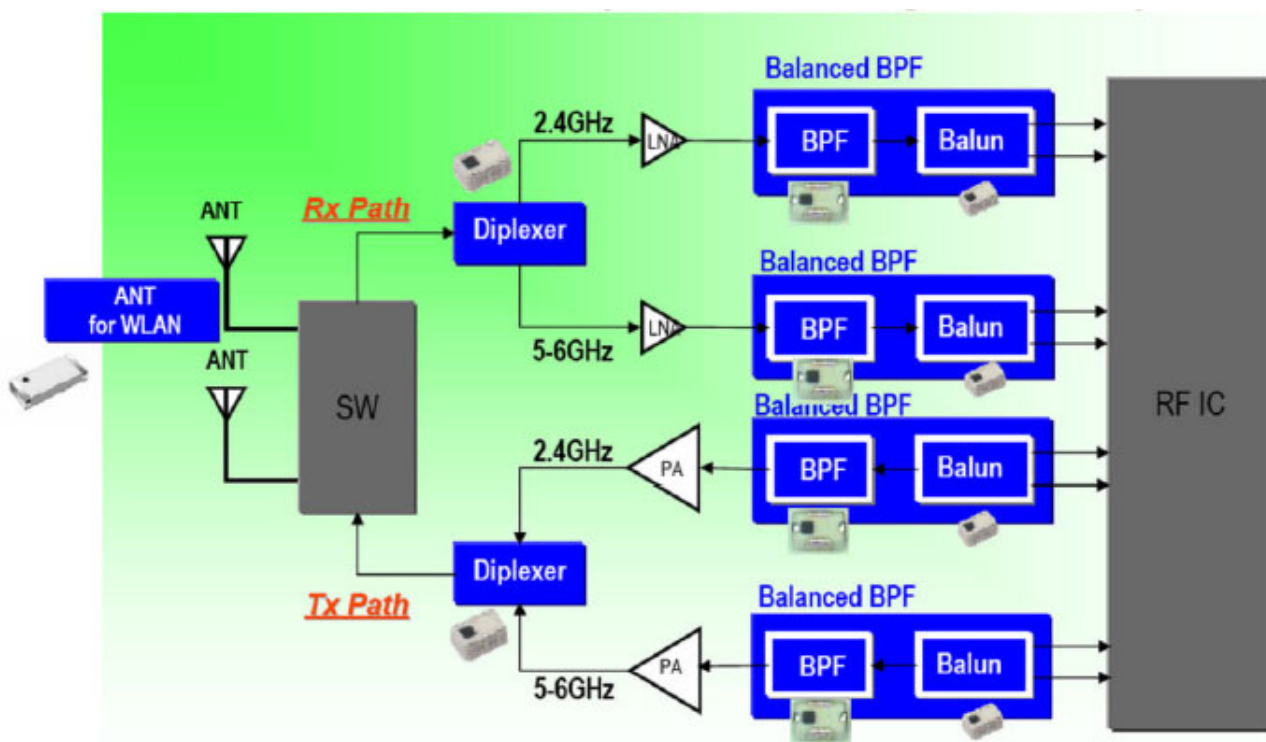 Balanced BPF
2.4GHz
LNA
BPF
Balun
ANT
Rx Path
Diplexer
Balanced BPF
ANT
for WLAN
LNA
BPF
Balun
5-6GHz
ANT
SW
RF IC
Balanced BPF
2.4GHz
PA
BPF
Balun
Diplexer
Tx Path
Balanced BPF
5-6GHz
PA
BPF
Balun